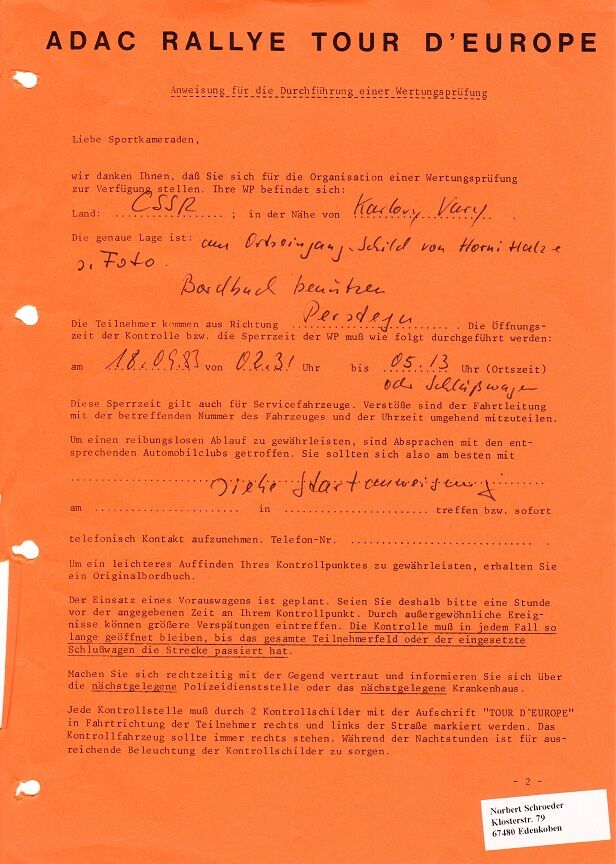 ADAC RALLYE TOUR D'EUROPE
Anweisung für die Durchführung einer Wertungsprüfung
Liebe Sportkameraden,
wir danken Ihnen, daß Sie sich für die Organisation einer Wertungsprüfung
zur Verfügung stellen. Ihre WP befindet sich:
Land: CSSR ; in der Nähe von Karlovy Vary .
Die genaue Lage ist: am Ortseingang-Schild von Horni
s. Foto.
Bordbuch benützen
Die Teilnehmer kommen aus Richtung . Die Öffnungs-
zeit der Kontrolle bzw. die Sperrzeit der WP muß wie folgt durchgeführt werden:
am 18.09.83 von 02.31 Uhr bis 05.13 Uhr (Ortszeit)
oder Schlußwagen
Diese Sperrzeit gilt auch für Servicefahrzeuge. Verstöße sind der Fahrtleitung
mit der betreffenden Nummer des Fahrzeuges und der Uhrzeit umgehend mitzuteilen.
Um einen reibungslosen Ablauf zu gewährleisten, sind Absprachen mit den ent-
sprechenden Automobilclubs getroffen. Sie sollten sich also am besten mit
Siehe Startanweisung
am .......................... in ......................... treffen bzw. sofort
telefonisch Kontakt aufzunehmen. Telefon-Nr. ............................ .
Um ein leichteres Auffinden Ihres Kontrollpunktes zu gewährleisten, erhalten Sie
ein Originalbordbuch.
Der Einsatz eines Vorauswagens ist geplant. Seien Sie deshalb bitte eine Stunde
vor der angegebenen Zeit an Ihrem Kontrollpunkt. Durch außergewöhnliche Ereig-
nisse können größere Verspätungen eintreffen. Die Kontrolle muß in jedem Fall so
lange geöffnet bleiben, bis das gesamte Teilnehmerfeld oder der eingesetzte
Schlußwagen die Strecke passiert hat.
Machen Sie sich rechtzeitig mit der Gegend vertraut und informieren Sie sich über
die nächstgelegene Polizeidienststelle oder das nächstgelegene Krankenhaus.
Jede Kontrollstelle muß durch 2 Kontrollschilder mit der Aufschrift "TOUR D`EUROPE"
in Fahrtrichtung der Teilnehmer rechts und links der Straße markiert werden. Das
Kontrollfahrzeug sollte immer rechts stehen. Während der Nachtstunden ist für aus-
reichende Beleuchtung der Kontrollschilder zu sorgen.
- 2 -
Norbert Schroeder
Klosterstr. 79
67480 Edenkoben